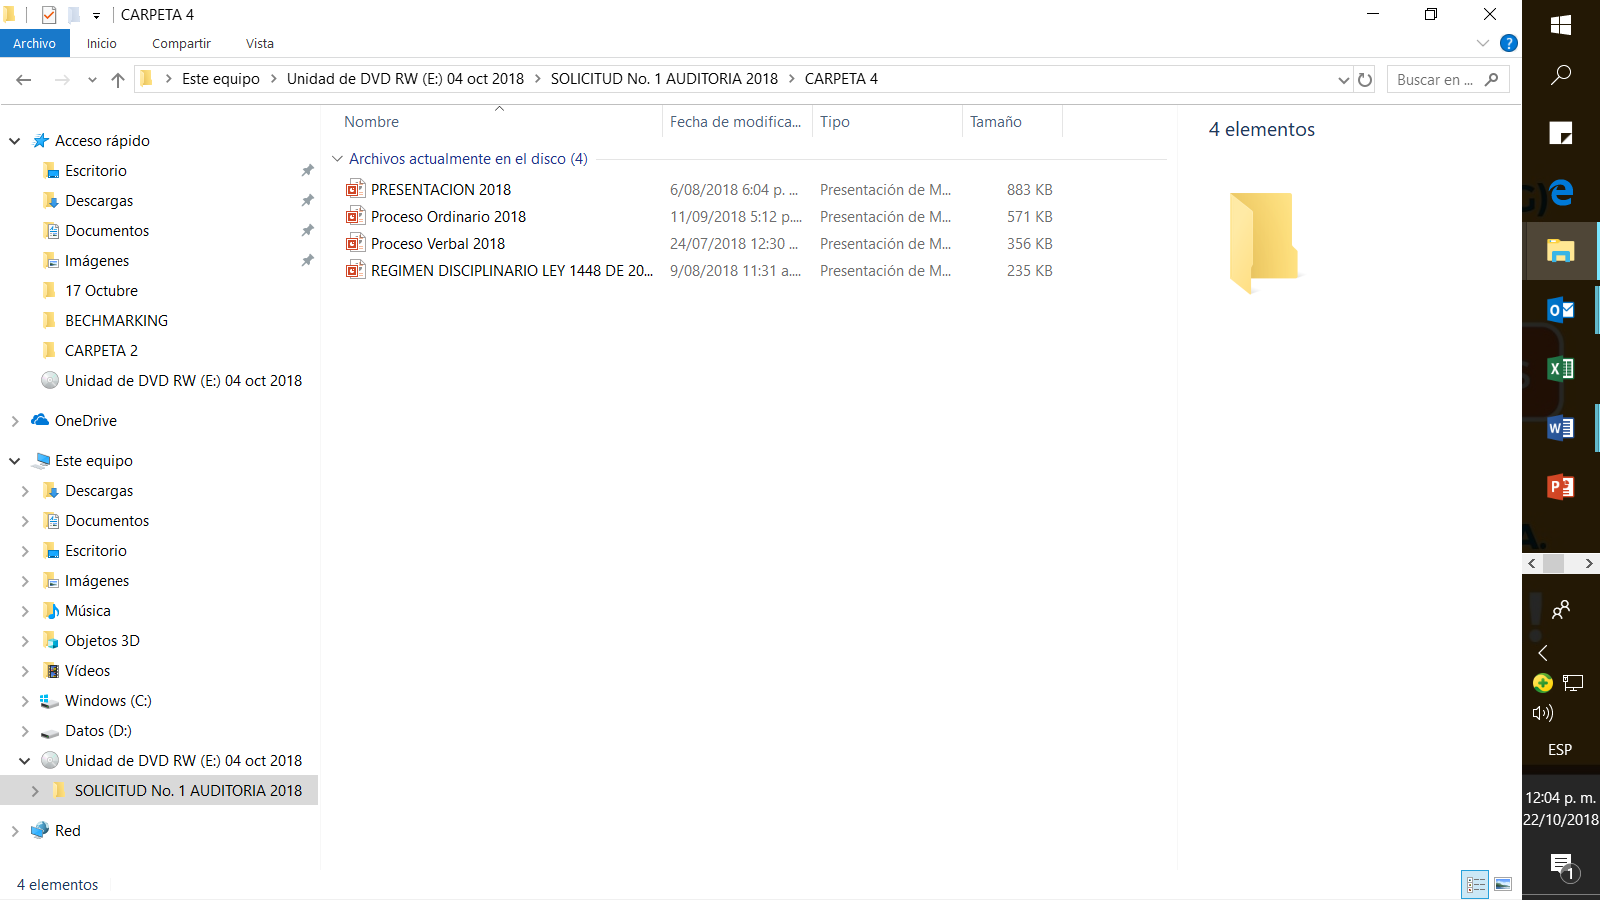 CARPETA 4
Archivo Inicio Compartir Vista
Este equipo Unidad de DVD RW (E:) 04 oct 2018 SOLICITUD No. 1 AUDITORIA 2018 CARPETA 4
Buscar en ...
Nombre Fecha de modifica... Tipo Tamaño
Archivos actualmente en el disco (4)
PRESENTACION 2018 6/08/2018 6:04 p. ... Presentación de M... 883 KB
Proceso Ordinario 2018 11/09/2018 5:12 p.... Presentación de M... 571 KB
Proceso Verbal 2018 24/07/2018 12:30 ... Presentación de M... 356 KB
REGIMEN DISCIPLINARIO LEY 1448 DE 20... 9/08/2018 11:31 a.... Presentación de M... 235 KB
4 elementos
Acceso rápido
Escritorio
Descargas
Documentos
Imágenes
17 Octubre
BECHMARKING
CARPETA 2
Unidad de DVD RW (E:) 04 oct 2018
OneDrive
Este equipo
Descargas
Documentos
Escritorio
Imágenes
Música
Objetos 3D
Vídeos
Windows (C:)
Datos (D:)
Unidad de DVD RW (E:) 04 oct 2018
SOLICITUD No. 1 AUDITORIA 2018
Red
4 elementos
ESP
12:04 p. m.
22/10/2018
1